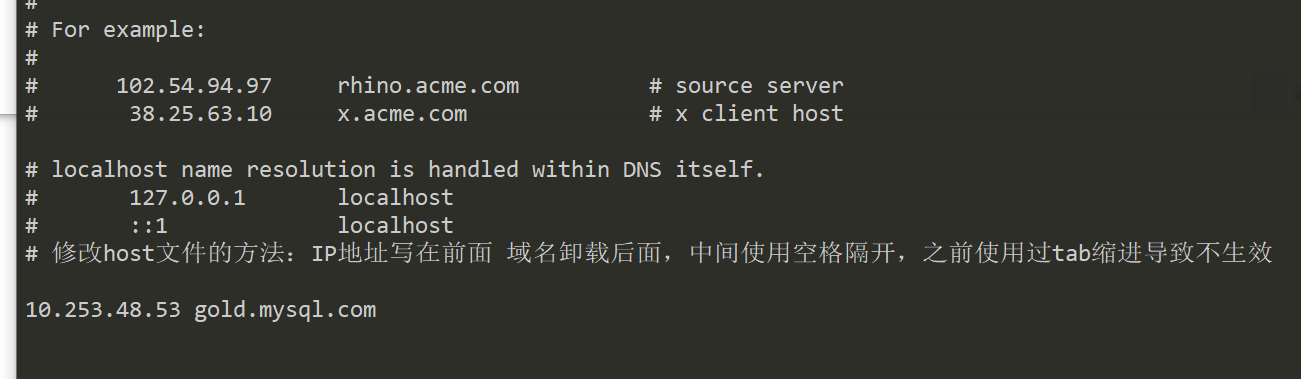 #
# For example:
#
#      102.54.94.97     rhino.acme.com          # source server
#       38.25.63.10     x.acme.com              # x client host
# localhost name resolution is handled within DNS itself.
#       127.0.0.1       localhost
#       ::1             localhost
# 修改host文件的方法：IP地址写在前面 域名卸载后面，中间使用空格隔开，之前使用过tab缩进导致不生效
10.253.48.53 gold.mysql.com